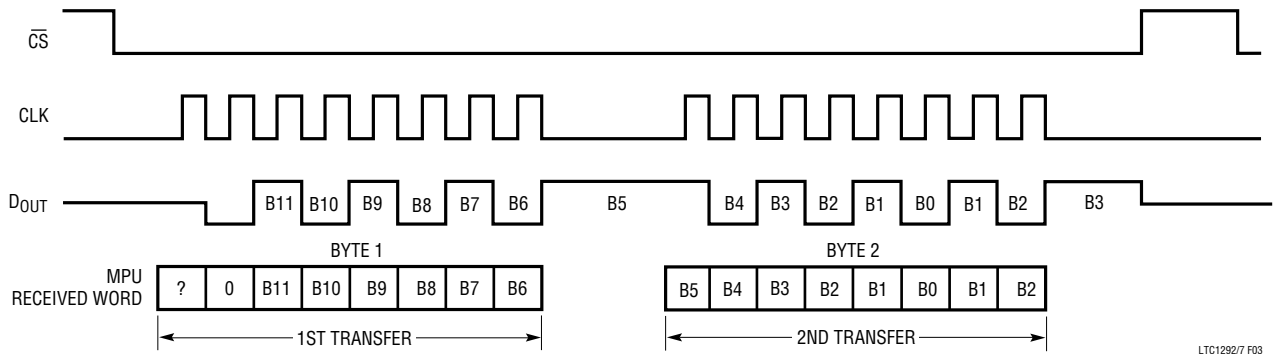 CS
CLK
DOUT B11 B10 B9 B8 B7 B6 B5 B4 B3 B2 B1 B0 B1 B2 B3
BYTE 1 BYTE 2
MPU RECEIVED WORD
? 0 B11 B10 B9 B8 B7 B6 B5 B4 B3 B2 B1 B0 B1 B2
1ST TRANSFER 2ND TRANSFER
LTC1292/7 F03